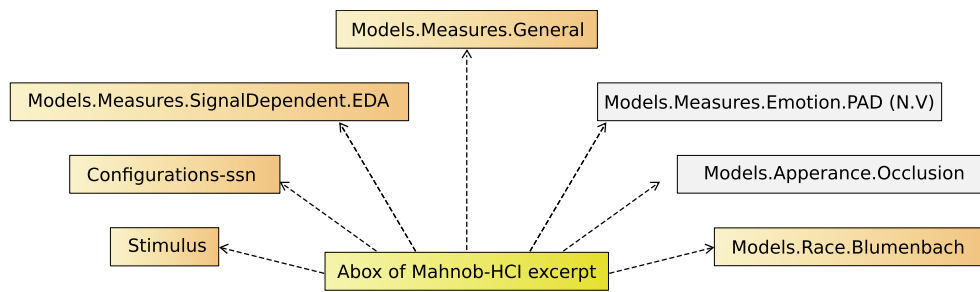 Models.Measures.General
Models.Measures.SignalDependent.EDA
Models.Measures.Emotion.PAD (N.V)
Configurations-ssn
Models.Apperance.Occlusion
Stimulus
Models.Race.Blumenbach
Abox of Mahnob-HCI excerpt